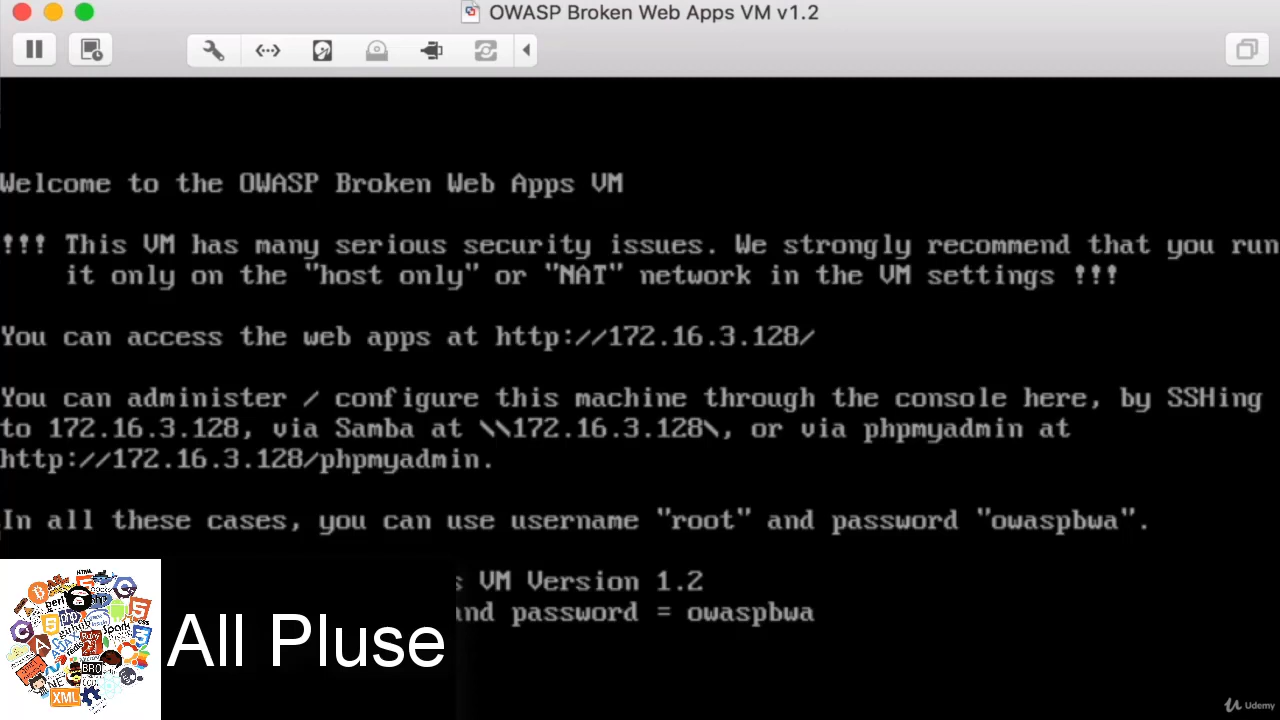 OWASP Broken Web Apps VM v1.2
Welcome to the OWASP Broken Web Apps VM
!!! This VM has many serious security issues. We strongly recommend that you run
it only on the "host only" or "NAT" network in the VM settings !!!
You can access the web apps at http://172.16.3.128/
You can administer / configure this machine through the console here, by SSHing
to 172.16.3.128, via Samba at \\172.16.3.128\, or via phpmyadmin at
http://172.16.3.128/phpmyadmin.
In all these cases, you can use username "root" and password "owaspbwa".
s VM Version 1.2
and password = owaspbwa
All Pluse
XML
Udemy